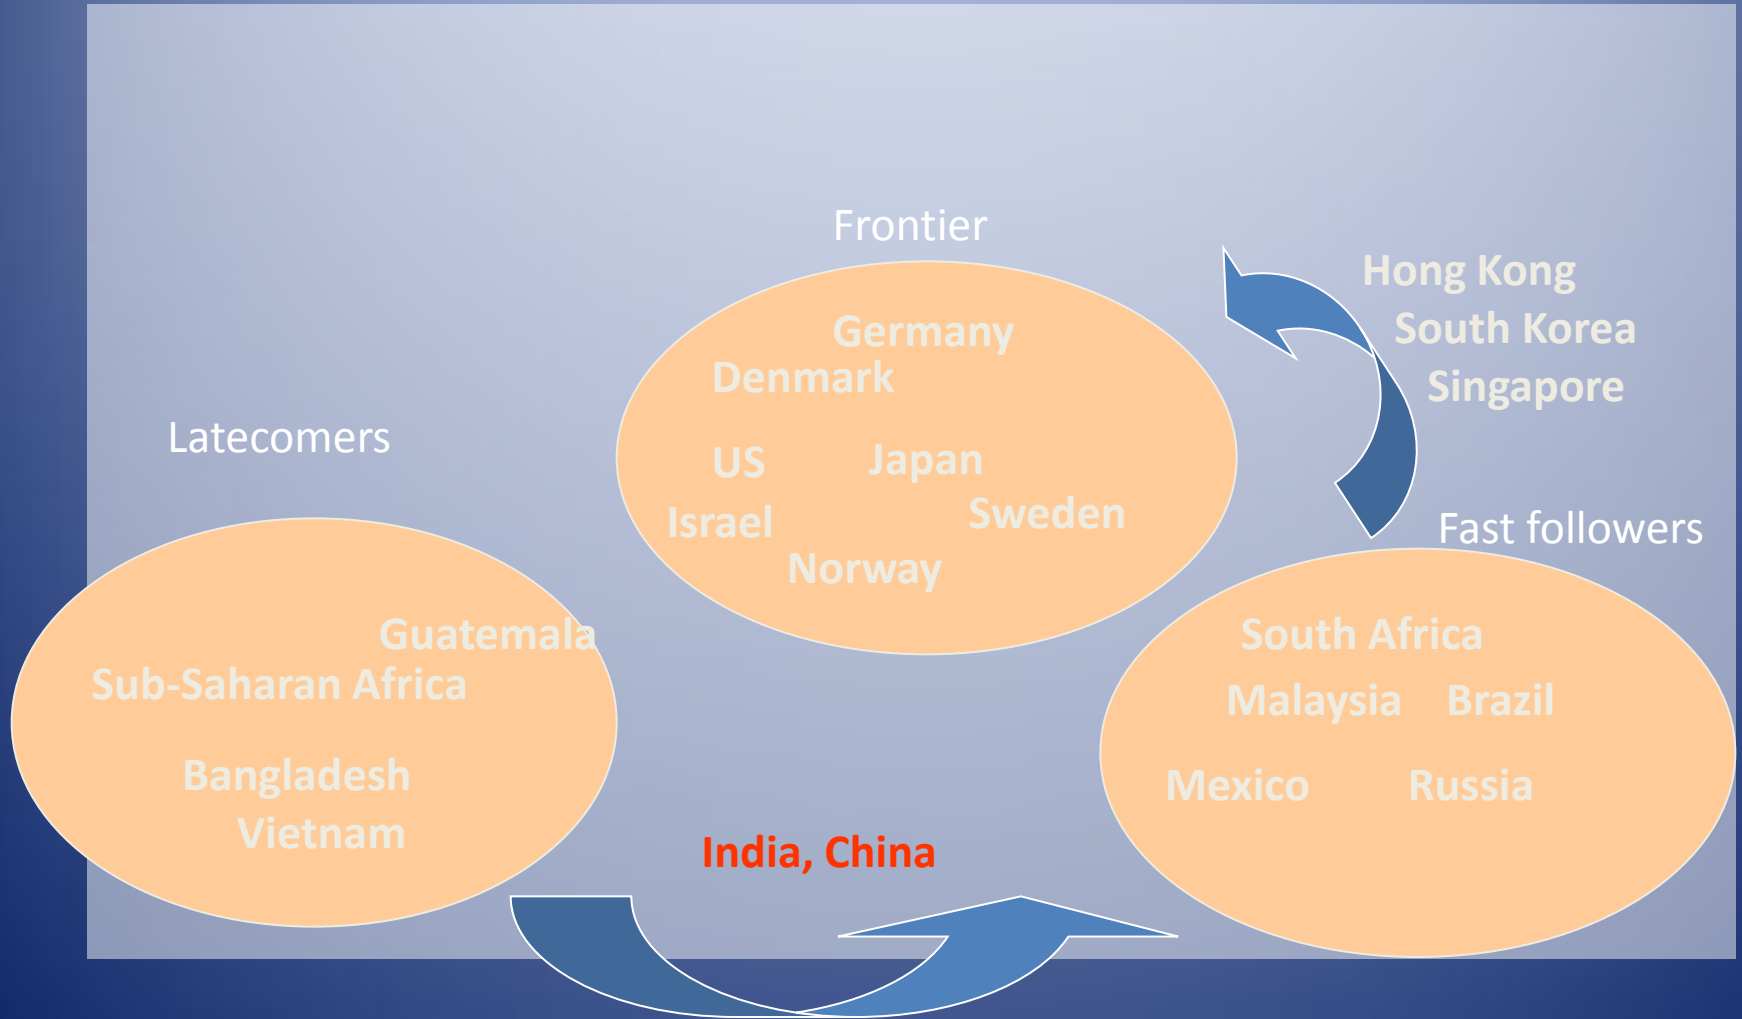 Frontier
Germany
Denmark
US Japan
Israel Sweden
Norway
Hong Kong
South Korea
Singapore
Latecomers
Guatemala
Sub-Saharan Africa
Bangladesh
Vietnam
Fast followers
South Africa
Malaysia Brazil
Mexico Russia
India, China